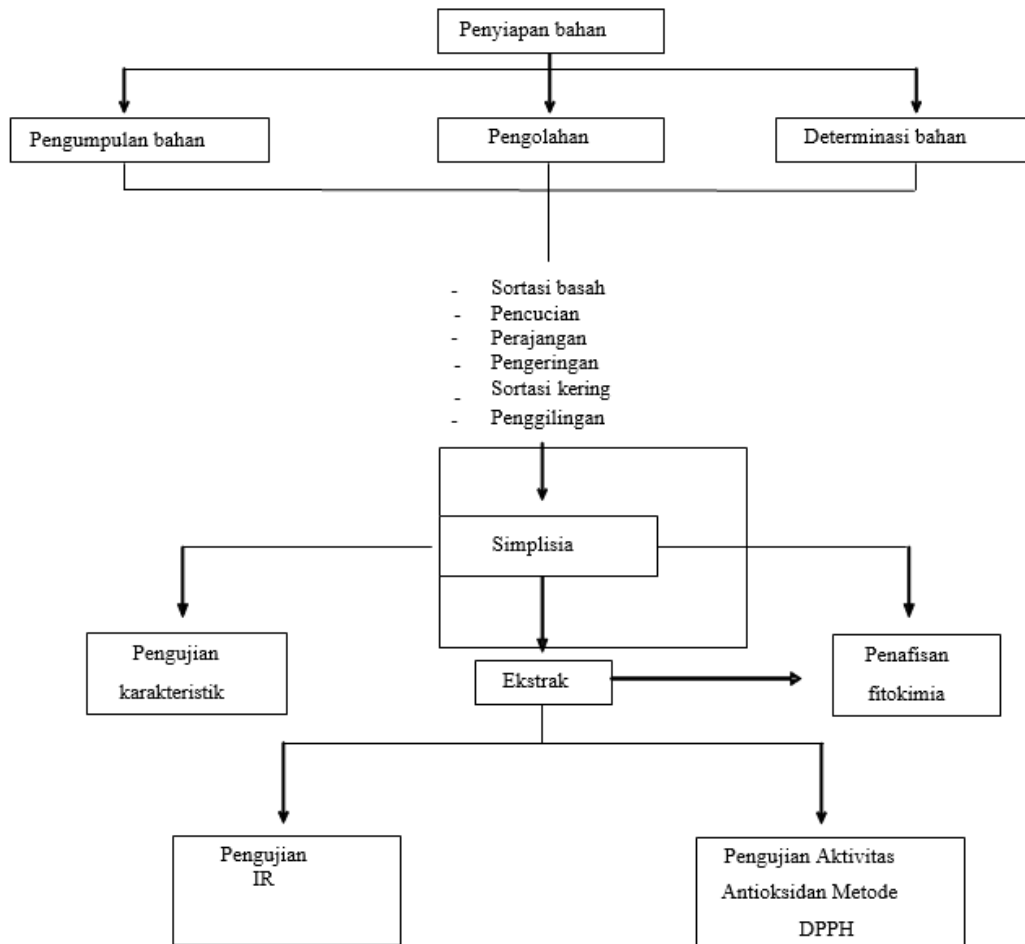 Penyiapan bahan
Pengumpulan bahan
Pengolahan
Determinasi bahan
- Sortasi basah
- Pencucian
- Perajangan
- Pengeringan
- Sortasi kering
- Penggilingan
Simplisia
Pengujian
karakteristik
Ekstrak
Penafisan
fitokimia
Pengujian
IR
Pengujian Aktivitas
Antioksidan Metode
DPPH